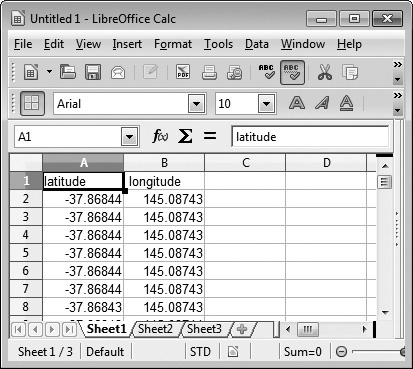 Untitled 1 - LibreOffice Calc
File Edit View Insert Format Tools Data Window Help
PDF ABC ABC
Arial 10 A A A
A1 f(x) Σ = latitude
A B C D
1 latitude longitude
2 -37.86844 145.08743
3 -37.86844 145.08743
4 -37.86844 145.08743
5 -37.86844 145.08743
6 -37.86844 145.08743
7 -37.86844 145.08743
8 -37.86843 145.08743
Sheet1 Sheet2 Sheet3
Sheet 1 / 3 Default STD Sum=0